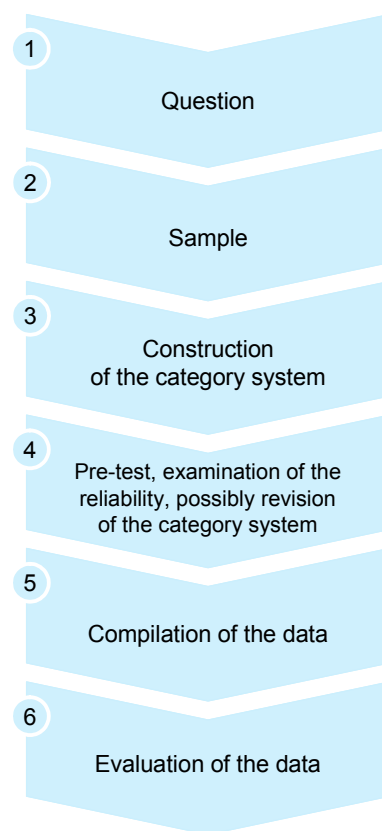 1
Question
2
Sample
3
Construction
of the category system
4
Pre-test, examination of the
reliability, possibly revision
of the category system
5
Compilation of the data
6
Evaluation of the data